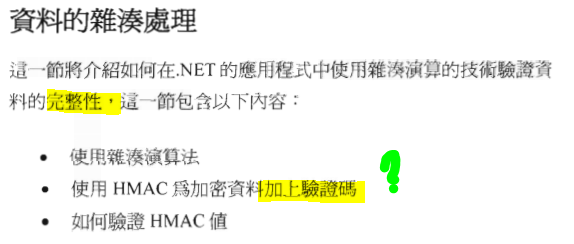 資料的雜湊處理
這一節將介紹如何在.NET 的應用程式中使用雜湊演算的技術驗證資
料的完整性，這一節包含以下內容：
• 使用雜湊演算法
• 使用 HMAC 為加密資料加上驗證碼 ?
• 如何驗證 HMAC 值